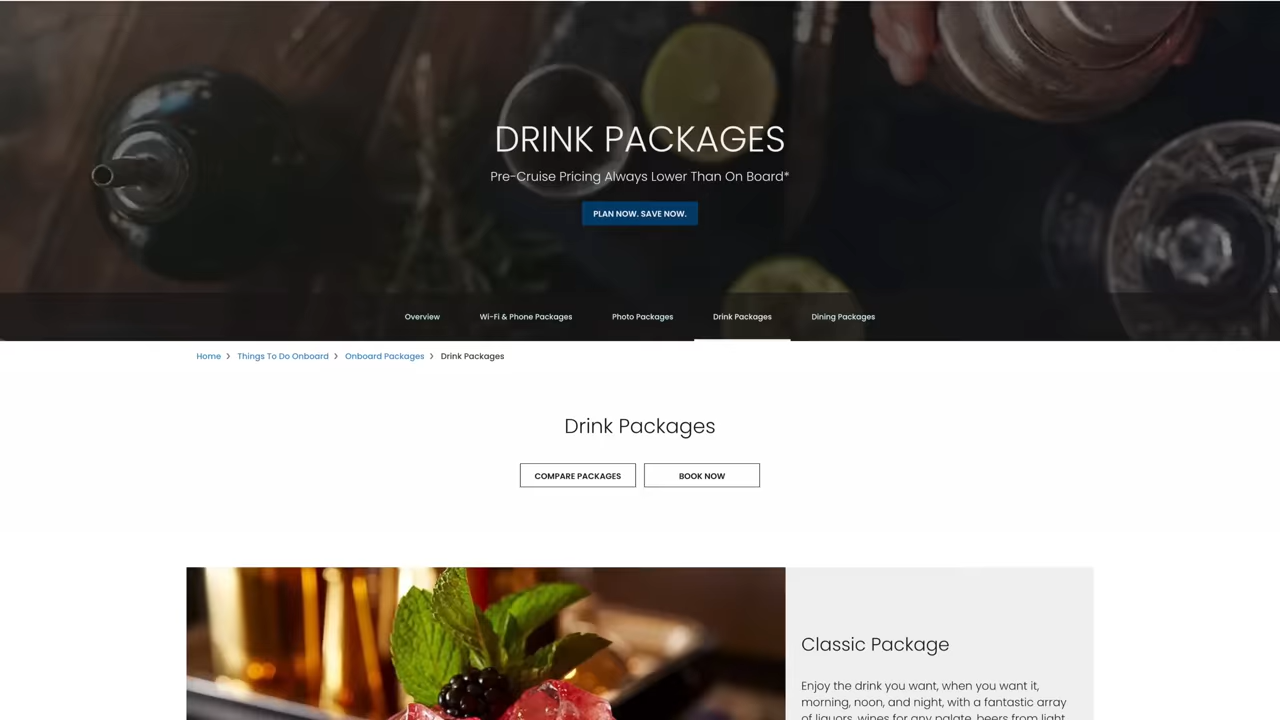 DRINK PACKAGES
Pre-Cruise Pricing Always Lower Than On Board*
PLAN NOW. SAVE NOW.
Overview
Wi-Fi & Phone Packages
Photo Packages
Drink Packages
Dining Packages
Home > Things To Do Onboard > Onboard Packages > Drink Packages
Drink Packages
COMPARE PACKAGES
BOOK NOW
Classic Package
Enjoy the drink you want, when you want it,
morning, noon, and night, with a fantastic array
of liquors, wines for any palate, beers from light